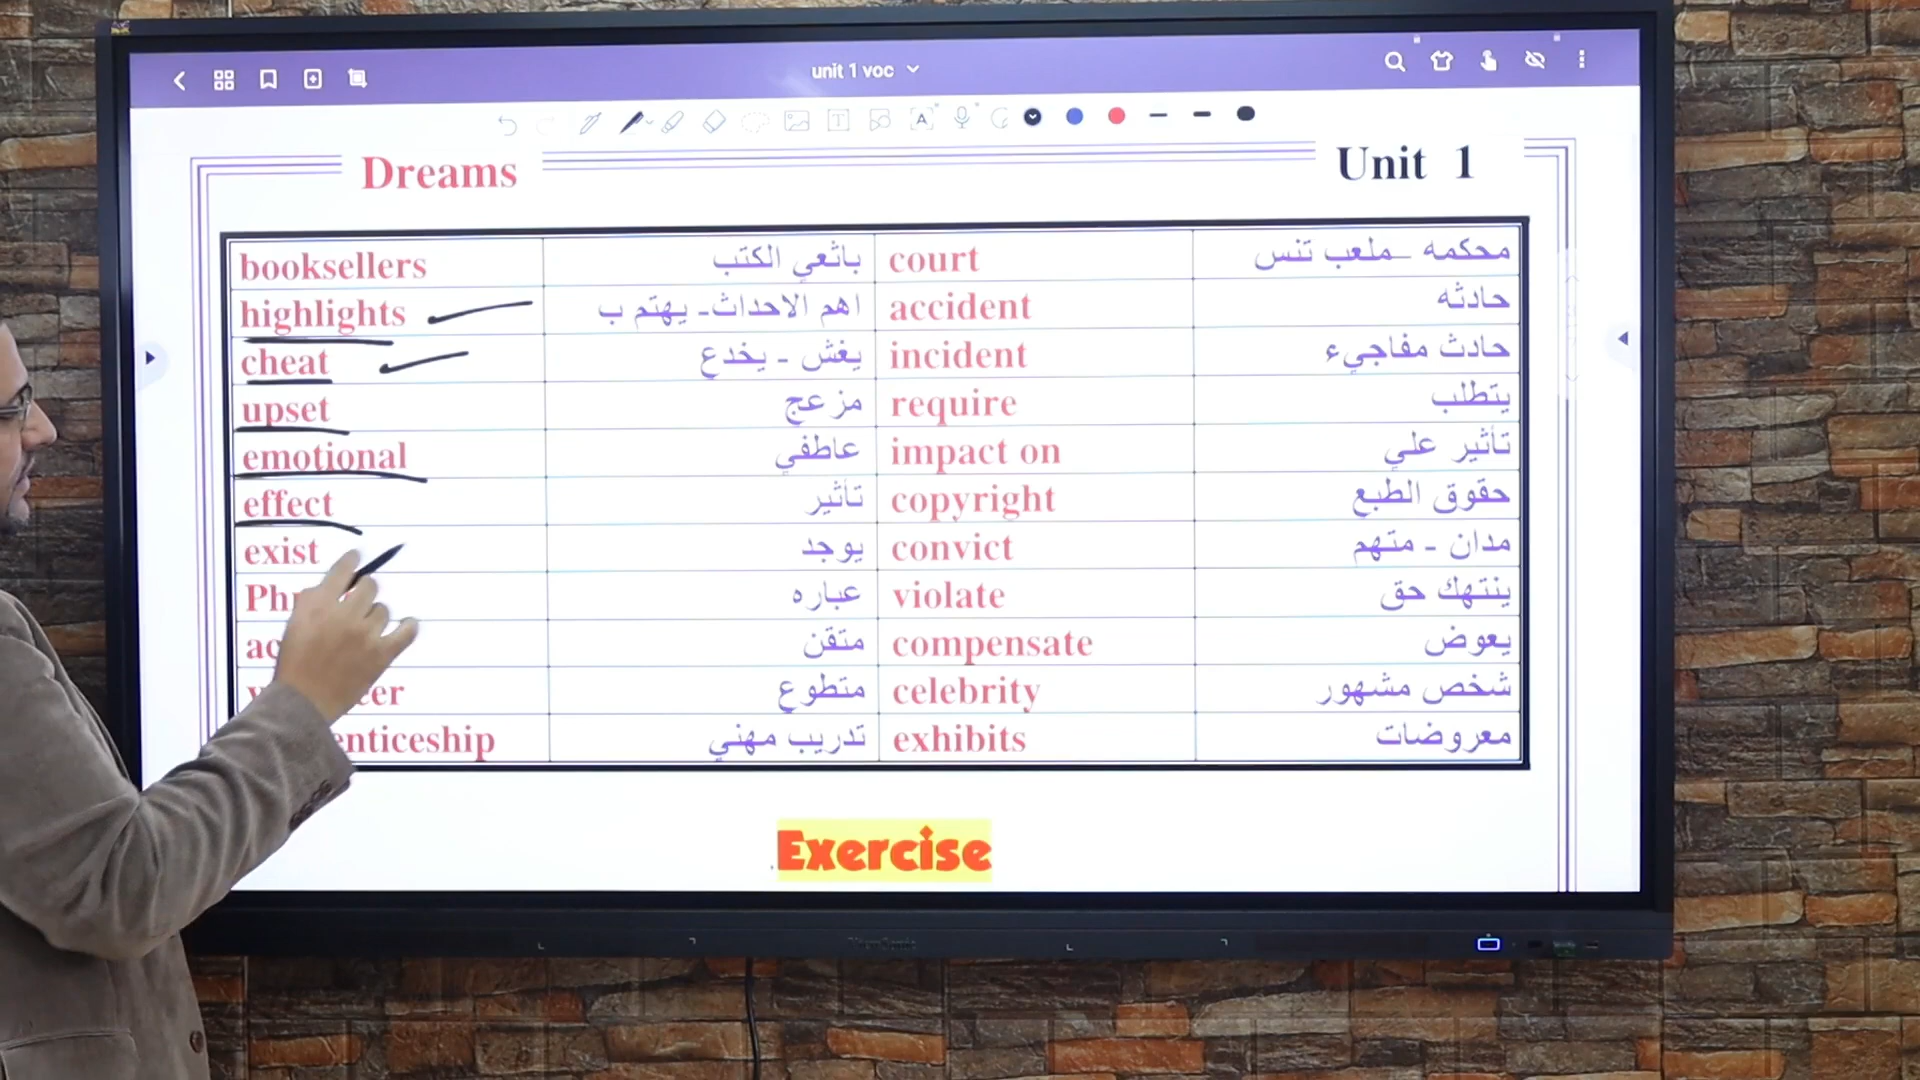 unit 1 voc
Dreams Unit 1
booksellers بائعي الكتب court محكمه – ملعب تنس
highlights اهم الاحداث- يهتم ب accident حادثه
cheat يغش - يخدع incident حادث مفاجيء
upset مزعج require يتطلب
emotional عاطفي impact on تأثير علي
effect تأثير copyright حقوق الطبع
exist يوجد convict مدان - متهم
عباره violate ينتهك حق
متقن compensate يعوض
متطوع celebrity شخص مشهور
تدريب مهني exhibits معروضات
Exercise